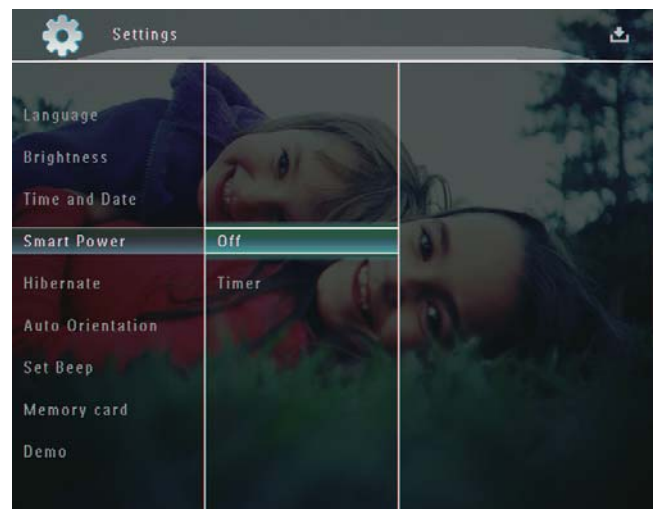 Settings
Language
Brightness
Time and Date
Smart Power
Off
Hibernate
Timer
Auto Orientation
Set Beep
Memory card
Demo